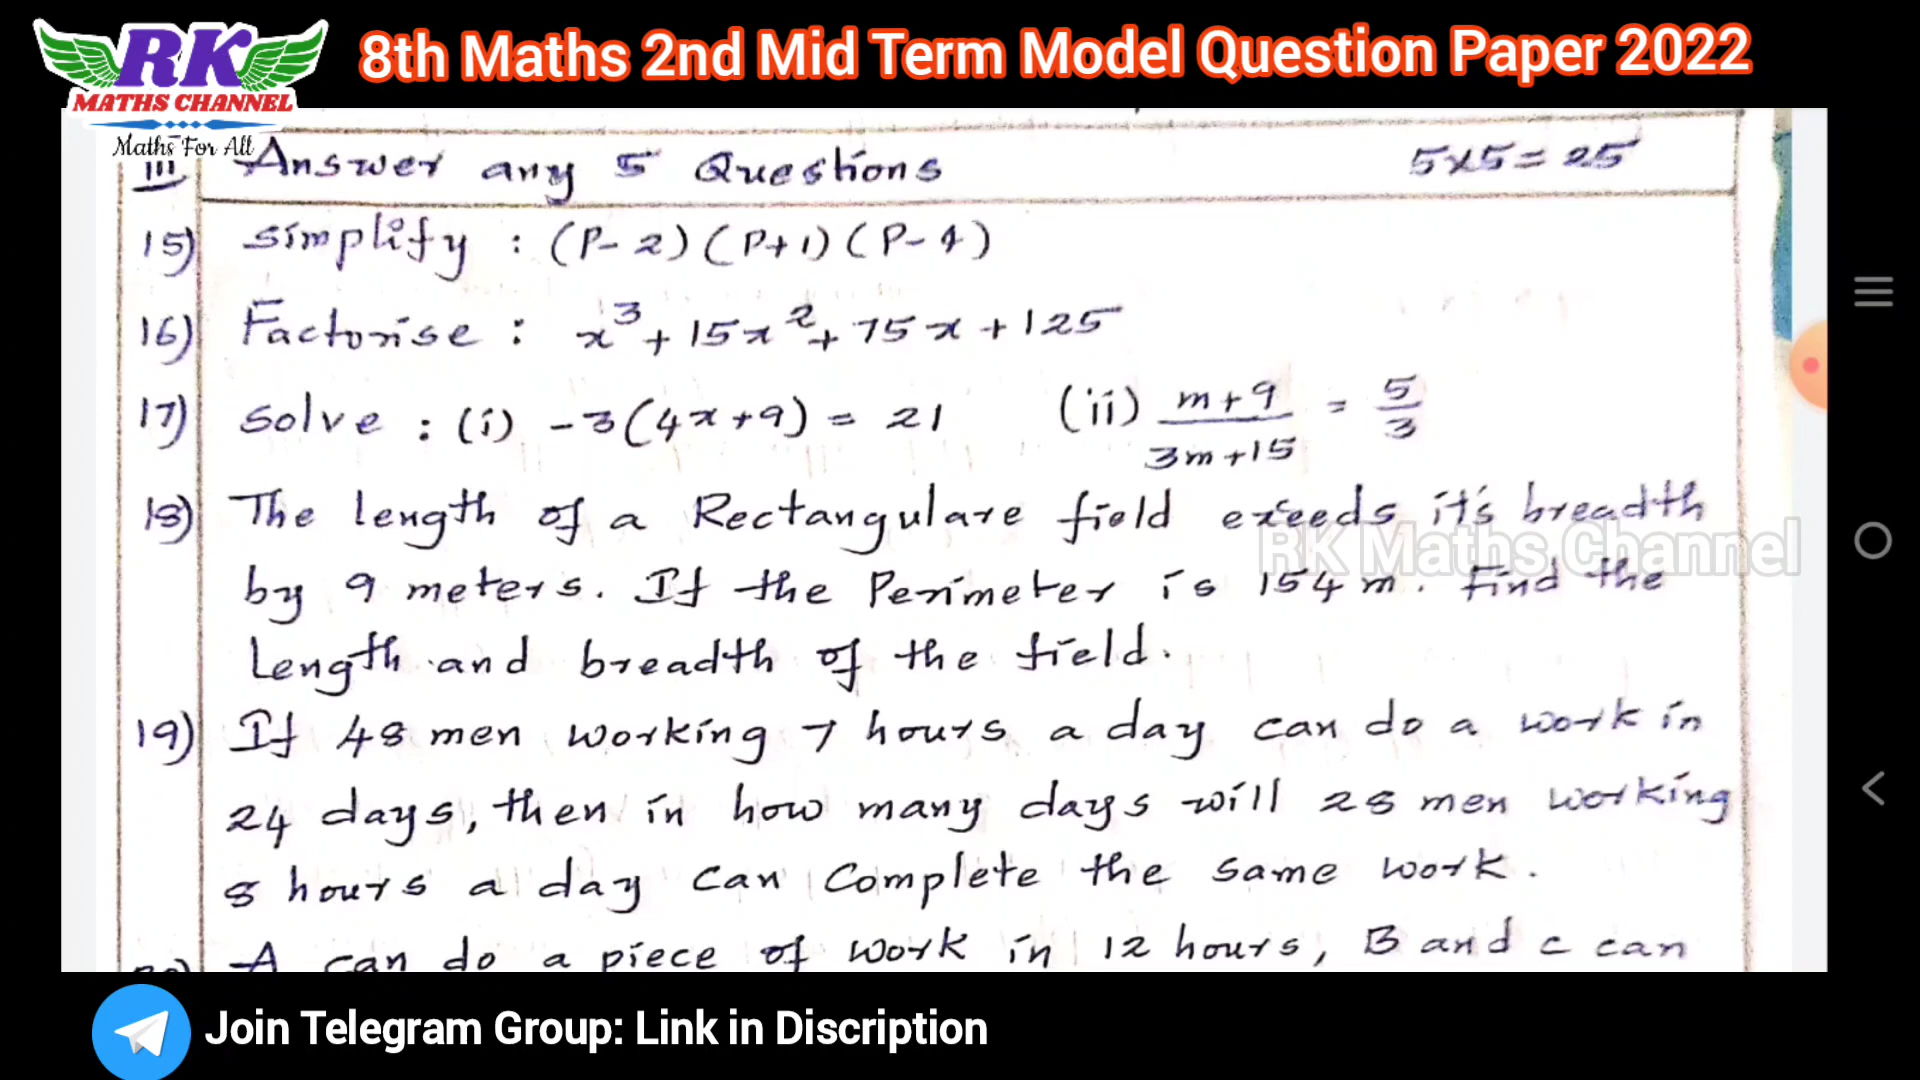 RK
MATHS CHANNEL
Maths For All
8th Maths 2nd Mid Term Model Question Paper 2022
III Answer any 5 Questions 5x5=25
15) Simplify : (P-2)(P+1)(P-4)
16) Factorise : x³+15x²+75x+125
17) Solve : (i) -3(4x+9) = 21 (ii) m+9/3m+15 = 5/3
18) The length of a Rectangulare field exeeds it's breadth
RK Maths Channel
by 9 meters. If the Perimeter is 154 m. Find the
Length and breadth of the field.
19) If 48 men working 7 hours a day can do a work in
24 days, then in how many days will 28 men working
8 hours a day can Complete the same work.
20) A can do a piece of work in 12 hours, B and c can
Join Telegram Group: Link in Discription